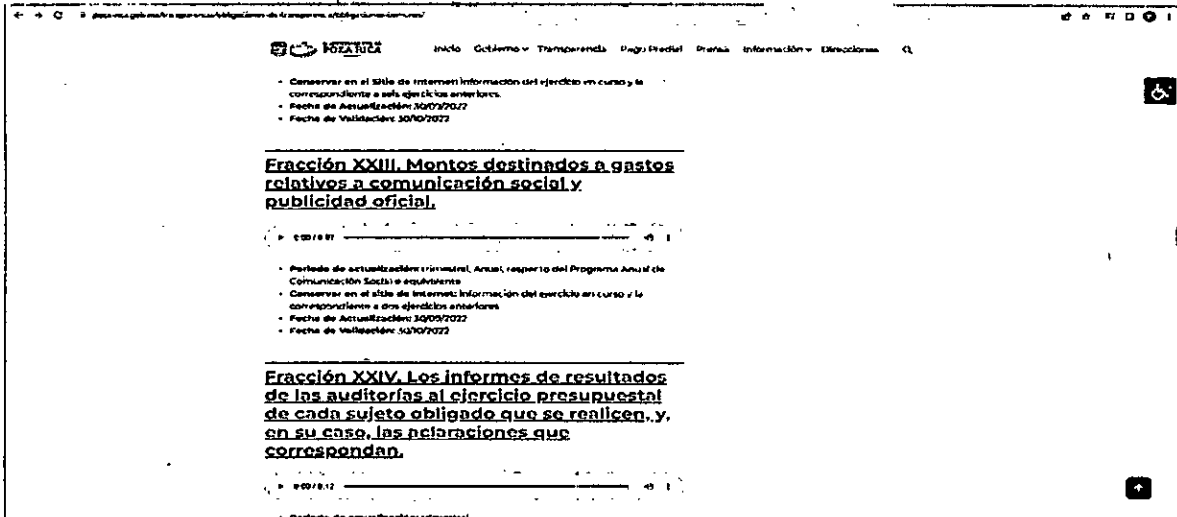 POZA RICA
Inicio Gobierno Transparencia Pago Predial Prensa Información Direcciones
• Conservar en el Sitio de Internet: información del ejercicio en curso y la
correspondiente a seis ejercicios anteriores.
• Fecha de Actualización: 30/09/2022
• Fecha de Validación: 30/10/2022
Fracción XXIII. Montos destinados a gastos
relativos a comunicación social y
publicidad oficial.
• Periodo de actualización: trimestral, Anual, respecto del Programa Anual de
Comunicación Social o equivalente
• Conservar en el sitio de Internet: información del ejercicio en curso y la
correspondiente a dos ejercicios anteriores
• Fecha de Actualización: 30/09/2022
• Fecha de Validación: 30/10/2022
Fracción XXIV. Los informes de resultados
de las auditorías al ejercicio presupuestal
de cada sujeto obligado que se realicen, y,
en su caso, las aclaraciones que
correspondan.
0:00 / 0:12